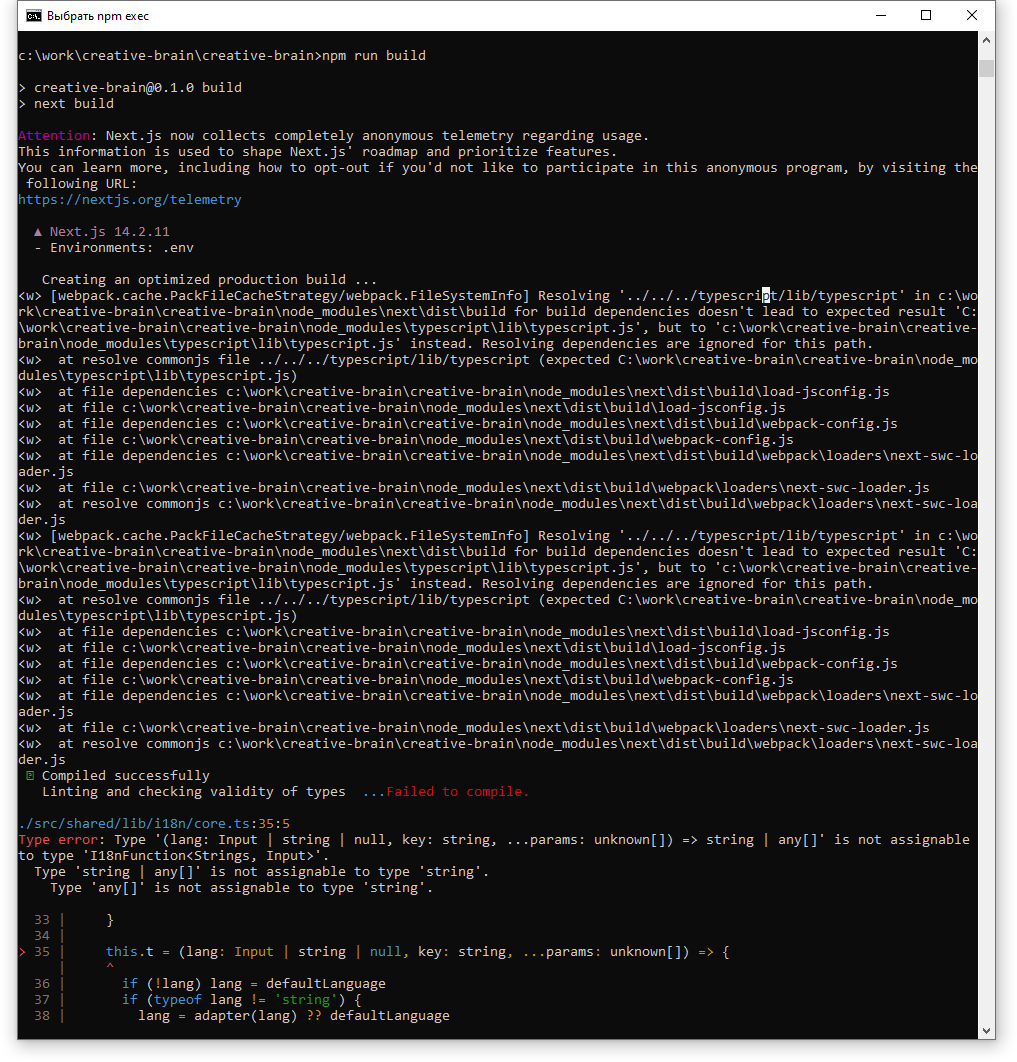 Выбрать npm exec
c:\work\creative-brain\creative-brain>npm run build
> creative-brain@0.1.0 build
> next build
Attention: Next.js now collects completely anonymous telemetry regarding usage.
This information is used to shape Next.js' roadmap and prioritize features.
You can learn more, including how to opt-out if you'd not like to participate in this anonymous program, by visiting the
 following URL:
https://nextjs.org/telemetry
▲ Next.js 14.2.11
- Environments: .env
Creating an optimized production build ...
<w> [webpack.cache.PackFileCacheStrategy/webpack.FileSystemInfo] Resolving '../../../typescript/lib/typescript' in c:\wo
rk\creative-brain\creative-brain\node_modules\next\dist\build for build dependencies doesn't lead to expected result 'C:
\work\creative-brain\creative-brain\node_modules\typescript\lib\typescript.js', but to 'c:\work\creative-brain\creative-
brain\node_modules\typescript\lib\typescript.js' instead. Resolving dependencies are ignored for this path.
<w>  at resolve commonjs file ../../../typescript/lib/typescript (expected C:\work\creative-brain\creative-brain\node_mo
dules\typescript\lib\typescript.js)
<w>  at file dependencies c:\work\creative-brain\creative-brain\node_modules\next\dist\build\load-jsconfig.js
<w>  at file c:\work\creative-brain\creative-brain\node_modules\next\dist\build\load-jsconfig.js
<w>  at file dependencies c:\work\creative-brain\creative-brain\node_modules\next\dist\build\webpack-config.js
<w>  at file c:\work\creative-brain\creative-brain\node_modules\next\dist\build\webpack-config.js
<w>  at file dependencies c:\work\creative-brain\creative-brain\node_modules\next\dist\build\webpack\loaders\next-swc-lo
ader.js
<w>  at file c:\work\creative-brain\creative-brain\node_modules\next\dist\build\webpack\loaders\next-swc-loader.js
<w>  at resolve commonjs c:\work\creative-brain\creative-brain\node_modules\next\dist\build\webpack\loaders\next-swc-loa
der.js
<w> [webpack.cache.PackFileCacheStrategy/webpack.FileSystemInfo] Resolving '../../../typescript/lib/typescript' in c:\wo
rk\creative-brain\creative-brain\node_modules\next\dist\build for build dependencies doesn't lead to expected result 'C:
\work\creative-brain\creative-brain\node_modules\typescript\lib\typescript.js', but to 'c:\work\creative-brain\creative-
brain\node_modules\typescript\lib\typescript.js' instead. Resolving dependencies are ignored for this path.
<w>  at resolve commonjs file ../../../typescript/lib/typescript (expected C:\work\creative-brain\creative-brain\node_mo
dules\typescript\lib\typescript.js)
<w>  at file dependencies c:\work\creative-brain\creative-brain\node_modules\next\dist\build\load-jsconfig.js
<w>  at file c:\work\creative-brain\creative-brain\node_modules\next\dist\build\load-jsconfig.js
<w>  at file dependencies c:\work\creative-brain\creative-brain\node_modules\next\dist\build\webpack-config.js
<w>  at file c:\work\creative-brain\creative-brain\node_modules\next\dist\build\webpack-config.js
<w>  at file dependencies c:\work\creative-brain\creative-brain\node_modules\next\dist\build\webpack\loaders\next-swc-lo
ader.js
<w>  at file c:\work\creative-brain\creative-brain\node_modules\next\dist\build\webpack\loaders\next-swc-loader.js
<w>  at resolve commonjs c:\work\creative-brain\creative-brain\node_modules\next\dist\build\webpack\loaders\next-swc-loa
der.js
Compiled successfully
Linting and checking validity of types  ...Failed to compile.
./src/shared/lib/i18n/core.ts:35:5
Type error: Type '(lang: Input | string | null, key: string, ...params: unknown[]) => string | any[]' is not assignable
to type 'I18nFunction<Strings, Input>'.
  Type 'string | any[]' is not assignable to type 'string'.
    Type 'any[]' is not assignable to type 'string'.
  33 |     }
  34 |
> 35 |     this.t = (lang: Input | string | null, key: string, ...params: unknown[]) => {
     |     ^
  36 |       if (!lang) lang = defaultLanguage
  37 |       if (typeof lang != 'string') {
  38 |         lang = adapter(lang) ?? defaultLanguage